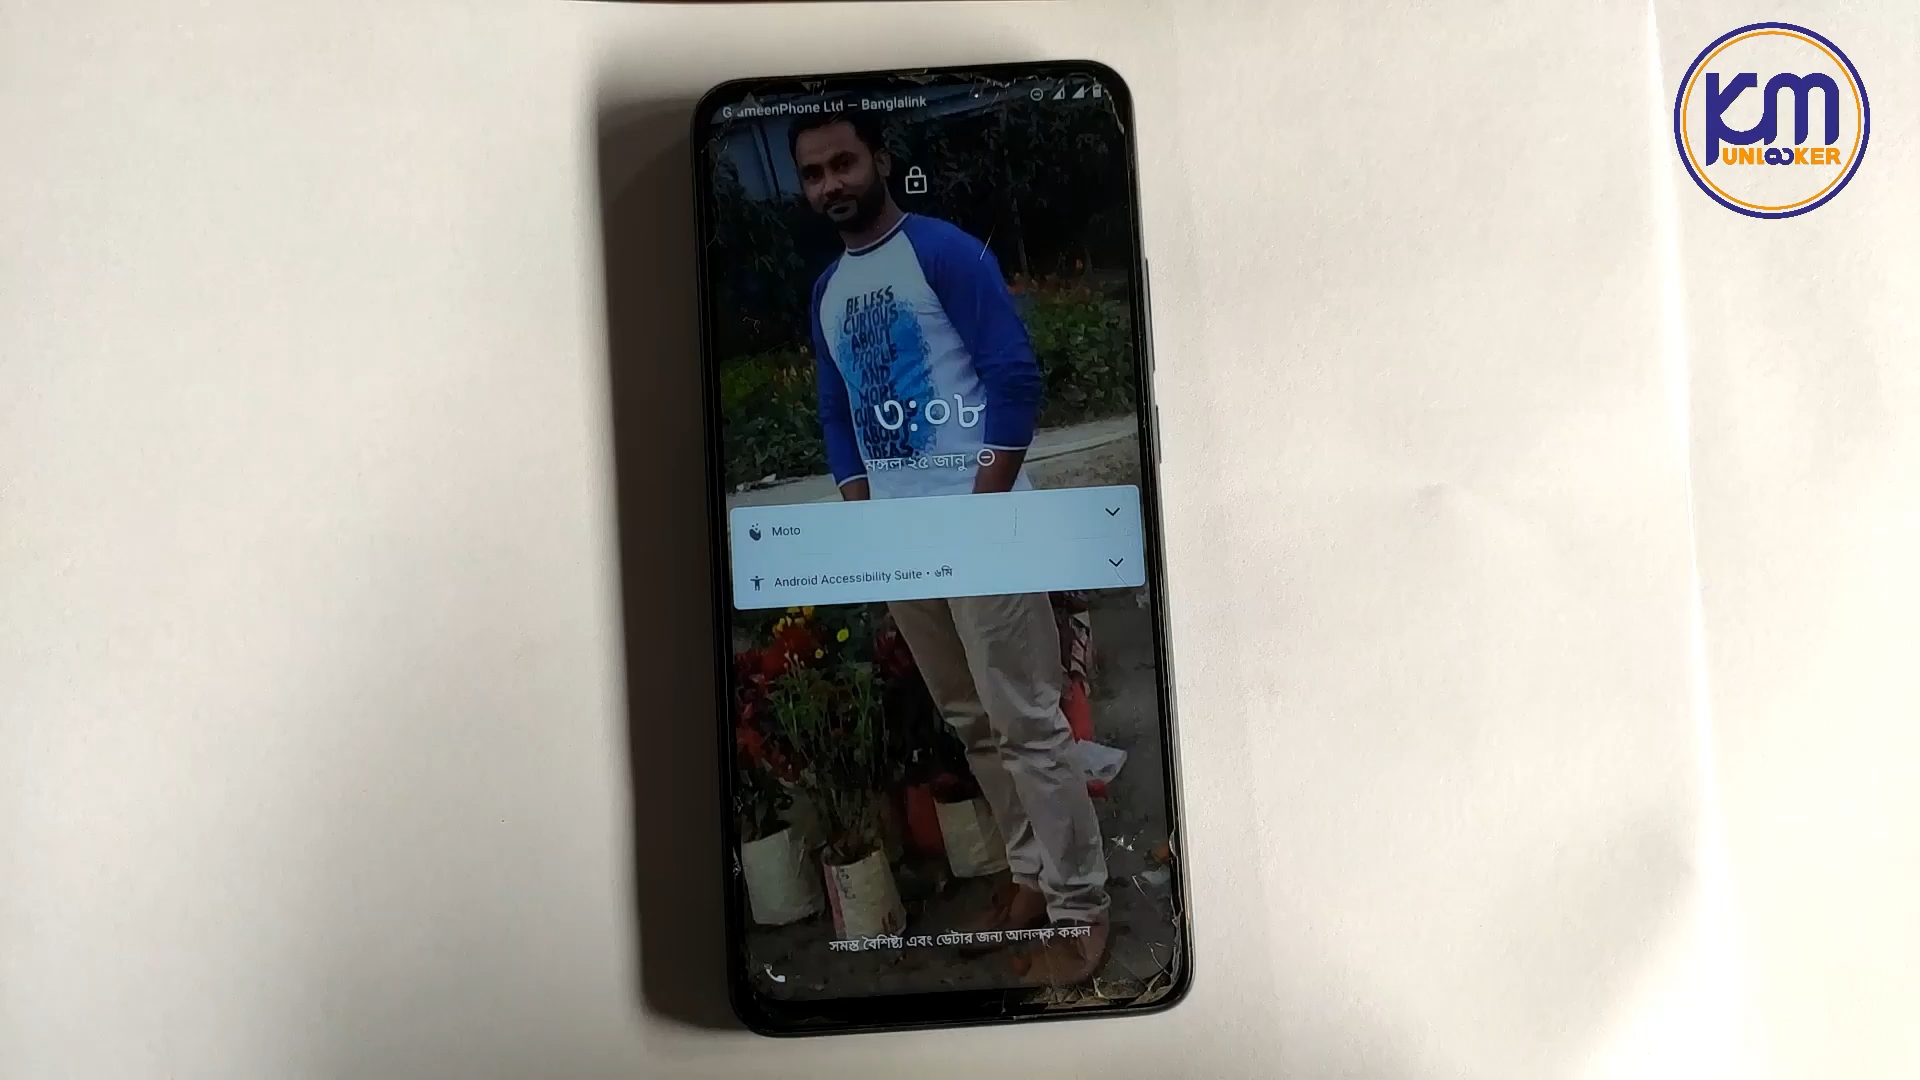 GrameenPhone Ltd — Banglalink
KM
UNLOCKER
BE LESS
CURIOUS
ABOUT
PEOPLE
AND
MORE
ABOUT
IDEAS.
৩:০৮
মঙ্গল ২৫ জানু
Moto
Android Accessibility Suite • ৬মি
সমস্ত বৈশিষ্ট্য এবং ডেটার জন্য আনলক করুন